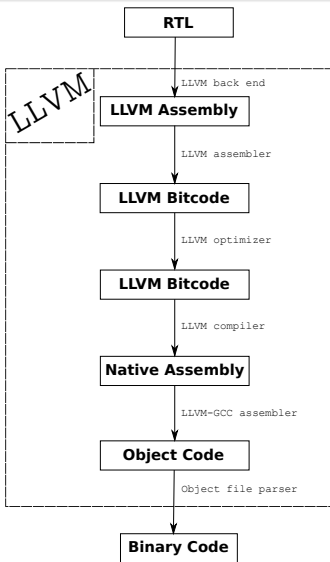 RTL
LLVM back end
LLVM
LLVM Assembly
LLVM assembler
LLVM Bitcode
LLVM optimizer
LLVM Bitcode
LLVM compiler
Native Assembly
LLVM-GCC assembler
Object Code
Object file parser
Binary Code